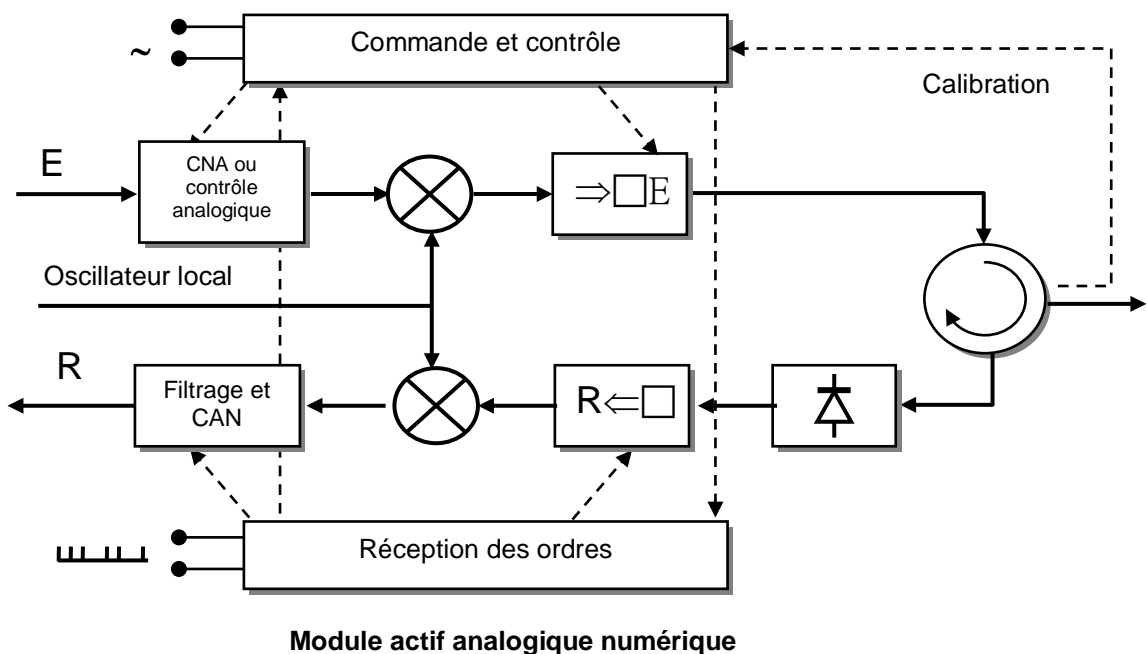 Commande et contrôle
~
Calibration
E
CNA ou
contrôle
analogique
⇒□E
Oscillateur local
R
Filtrage et
CAN
R⇐□
Réception des ordres
Module actif analogique numérique